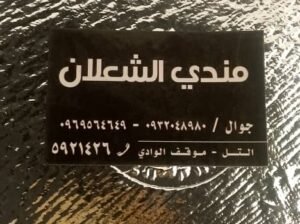 مندي الشعلان
جوال / ٠٩٣٢٠٤٨٩٨٠ - ٠٩٦٩٥٦٤٦٤٩
التل - موقف الوادي ٥٩٢١٤٢٦